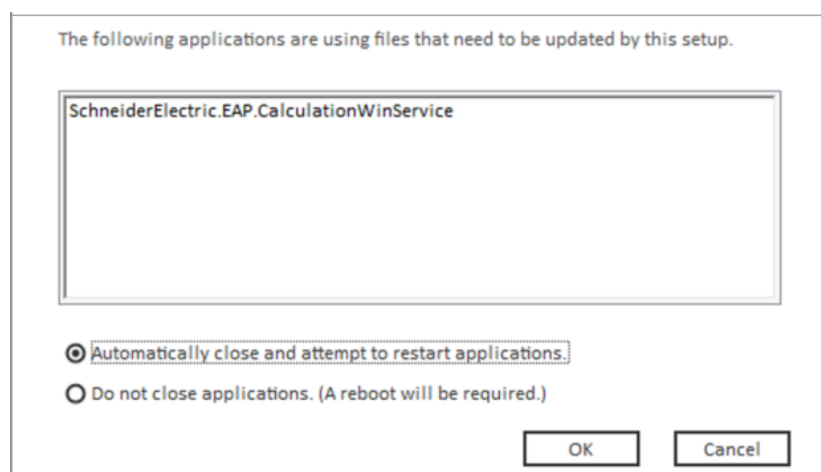 The following applications are using files that need to be updated by this setup.
SchneiderElectric.EAP.CalculationWinService
Automatically close and attempt to restart applications.
Do not close applications. (A reboot will be required.)
OK
Cancel